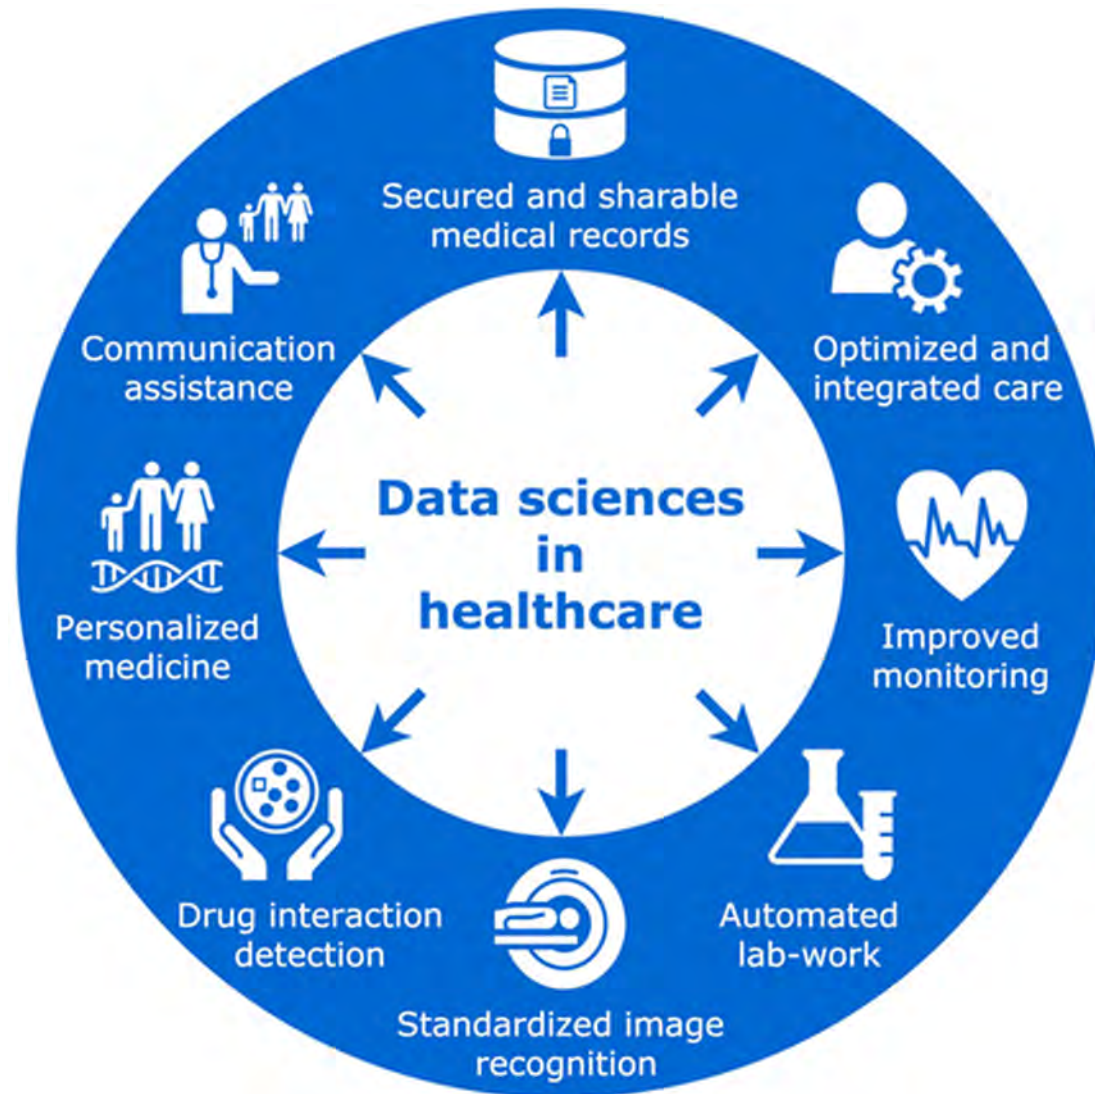 Secured and sharable
medical records
Optimized and
integrated care
Improved
monitoring
Automated
lab-work
Standardized image
recognition
Drug interaction
detection
Personalized
medicine
Communication
assistance
Data sciences
in
healthcare